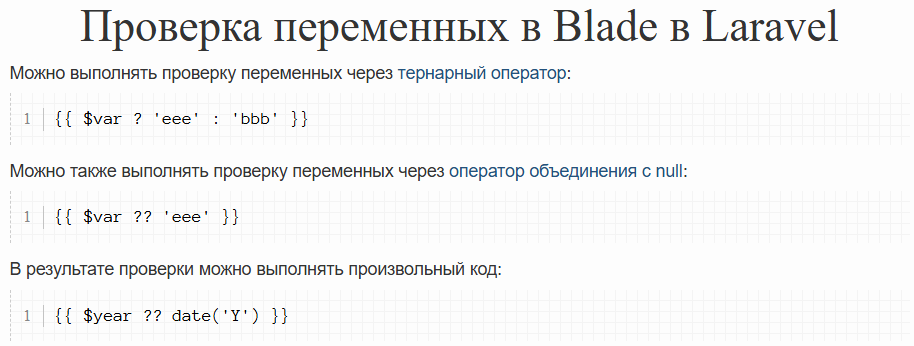 Проверка переменных в Blade в Laravel
Можно выполнять проверку переменных через тернарный оператор:
1 {{ $var ? 'eee' : 'bbb' }}
Можно также выполнять проверку переменных через оператор объединения с null:
1 {{ $var ?? 'eee' }}
В результате проверки можно выполнять произвольный код:
1 {{ $year ?? date('Y') }}